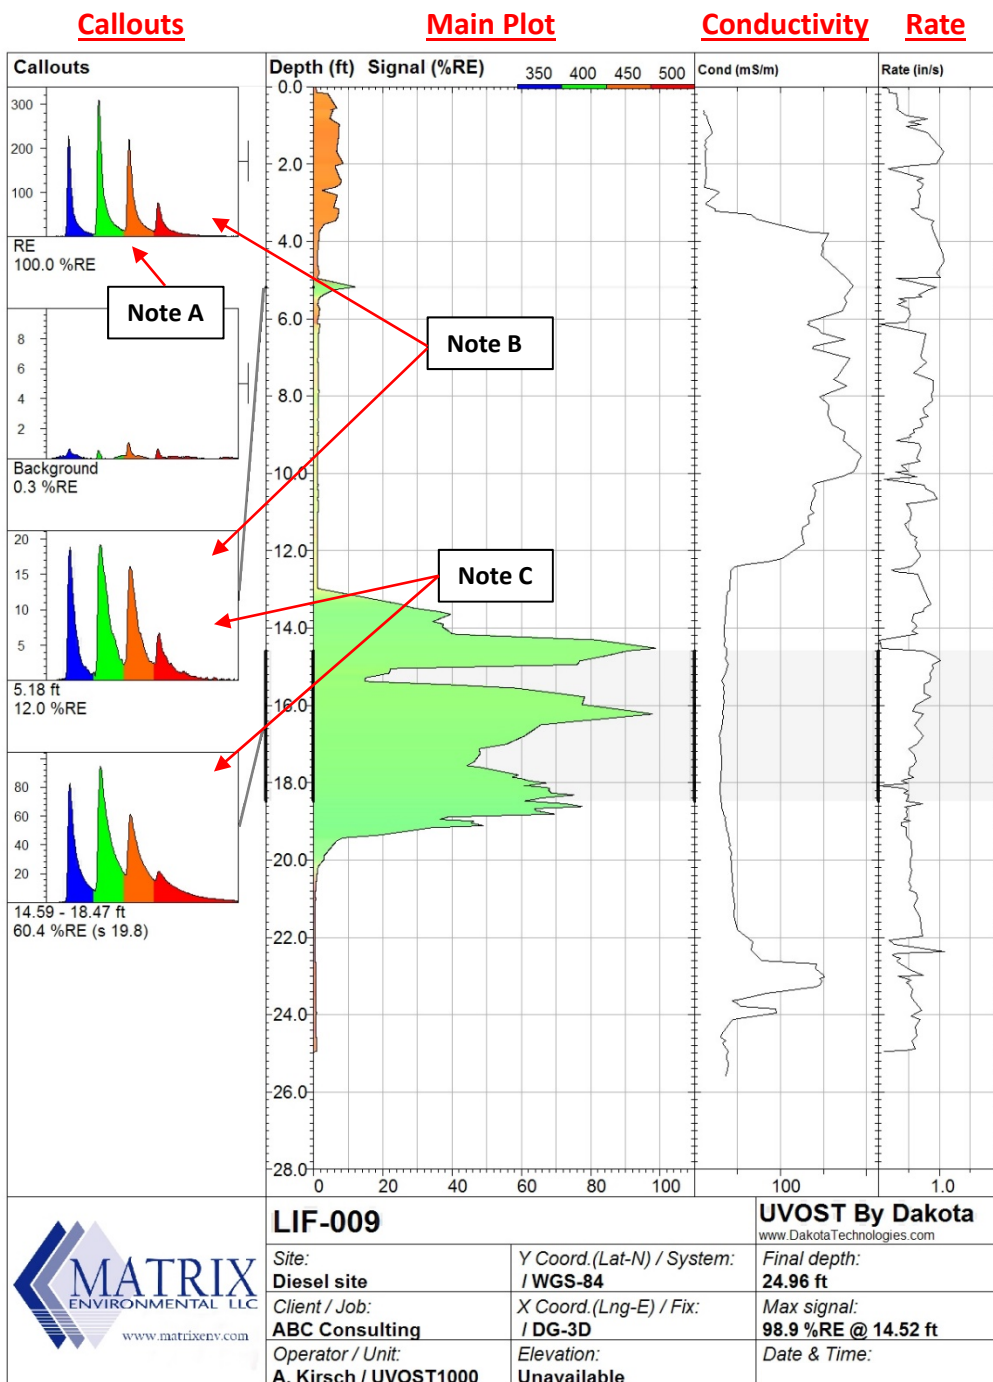 Callouts Main Plot Conductivity Rate
Callouts
Depth (ft) Signal (%RE) 350 400 450 500
Cond (mS/m)
Rate (in/s)
300
200
100
RE
100.0 %RE
Note A
8
6
4
2
Background
0.3 %RE
Note B
20
15
10
5
5.18 ft
12.0 %RE
Note C
80
60
40
20
14.59 - 18.47 ft
60.4 %RE (s 19.8)
0.0
2.0
4.0
6.0
8.0
10.0
12.0
14.0
16.0
18.0
20.0
22.0
24.0
26.0
28.0
0 20 40 60 80 100
100
1.0
MATRIX
ENVIRONMENTAL LLC
www.matrixenv.com
LIF-009
UVOST By Dakota
www.DakotaTechnologies.com
Site:
Diesel site
Y Coord.(Lat-N) / System:
/ WGS-84
Final depth:
24.96 ft
Client / Job:
ABC Consulting
X Coord.(Lng-E) / Fix:
/ DG-3D
Max signal:
98.9 %RE @ 14.52 ft
Operator / Unit:
A. Kirsch / UVOST1000
Elevation:
Unavailable
Date & Time: